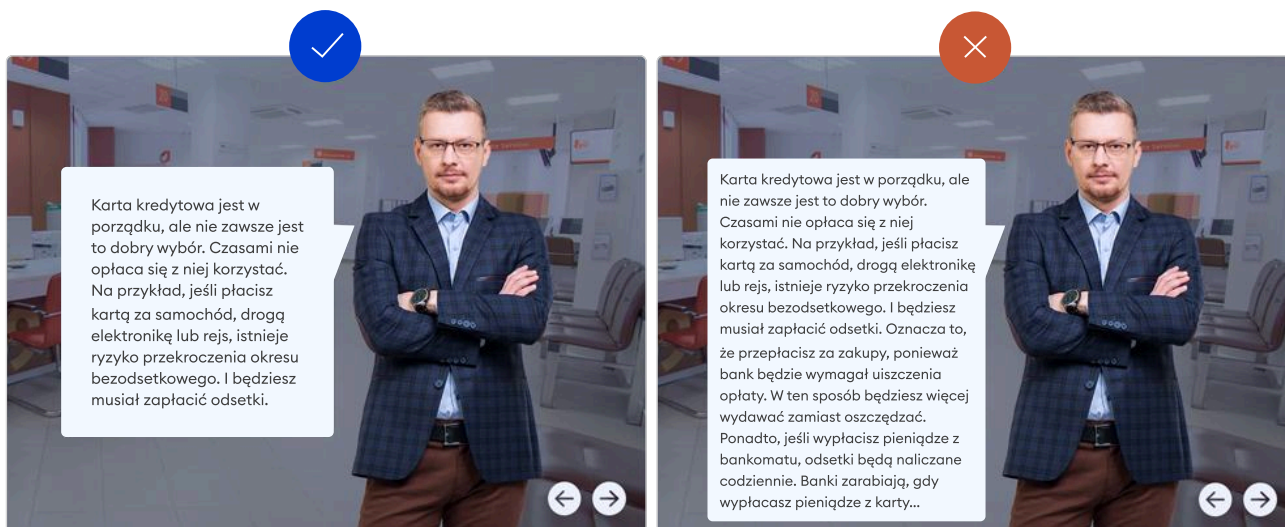 Karta kredytowa jest w
porządku, ale nie zawsze jest
to dobry wybór. Czasami nie
opłaca się z niej korzystać.
Na przykład, jeśli płacisz
kartą za samochód, drogą
elektronikę lub rejs, istnieje
ryzyko przekroczenia okresu
bezodsetkowego. I będziesz
musiał zapłacić odsetki.
Karta kredytowa jest w porządku, ale
nie zawsze jest to dobry wybór.
Czasami nie opłaca się z niej
korzystać. Na przykład, jeśli płacisz
kartą za samochód, drogą elektronikę
lub rejs, istnieje ryzyko przekroczenia
okresu bezodsetkowego. I będziesz
musiał zapłacić odsetki. Oznacza to,
że przepłacisz za zakupy, ponieważ
bank będzie wymagał uiszczenia
opłaty. W ten sposób będziesz więcej
wydawać zamiast oszczędzać.
Ponadto, jeśli wypłacisz pieniądze z
bankomatu, odsetki będą naliczane
codziennie. Banki zarabiają, gdy
wypłacasz pieniądze z karty...